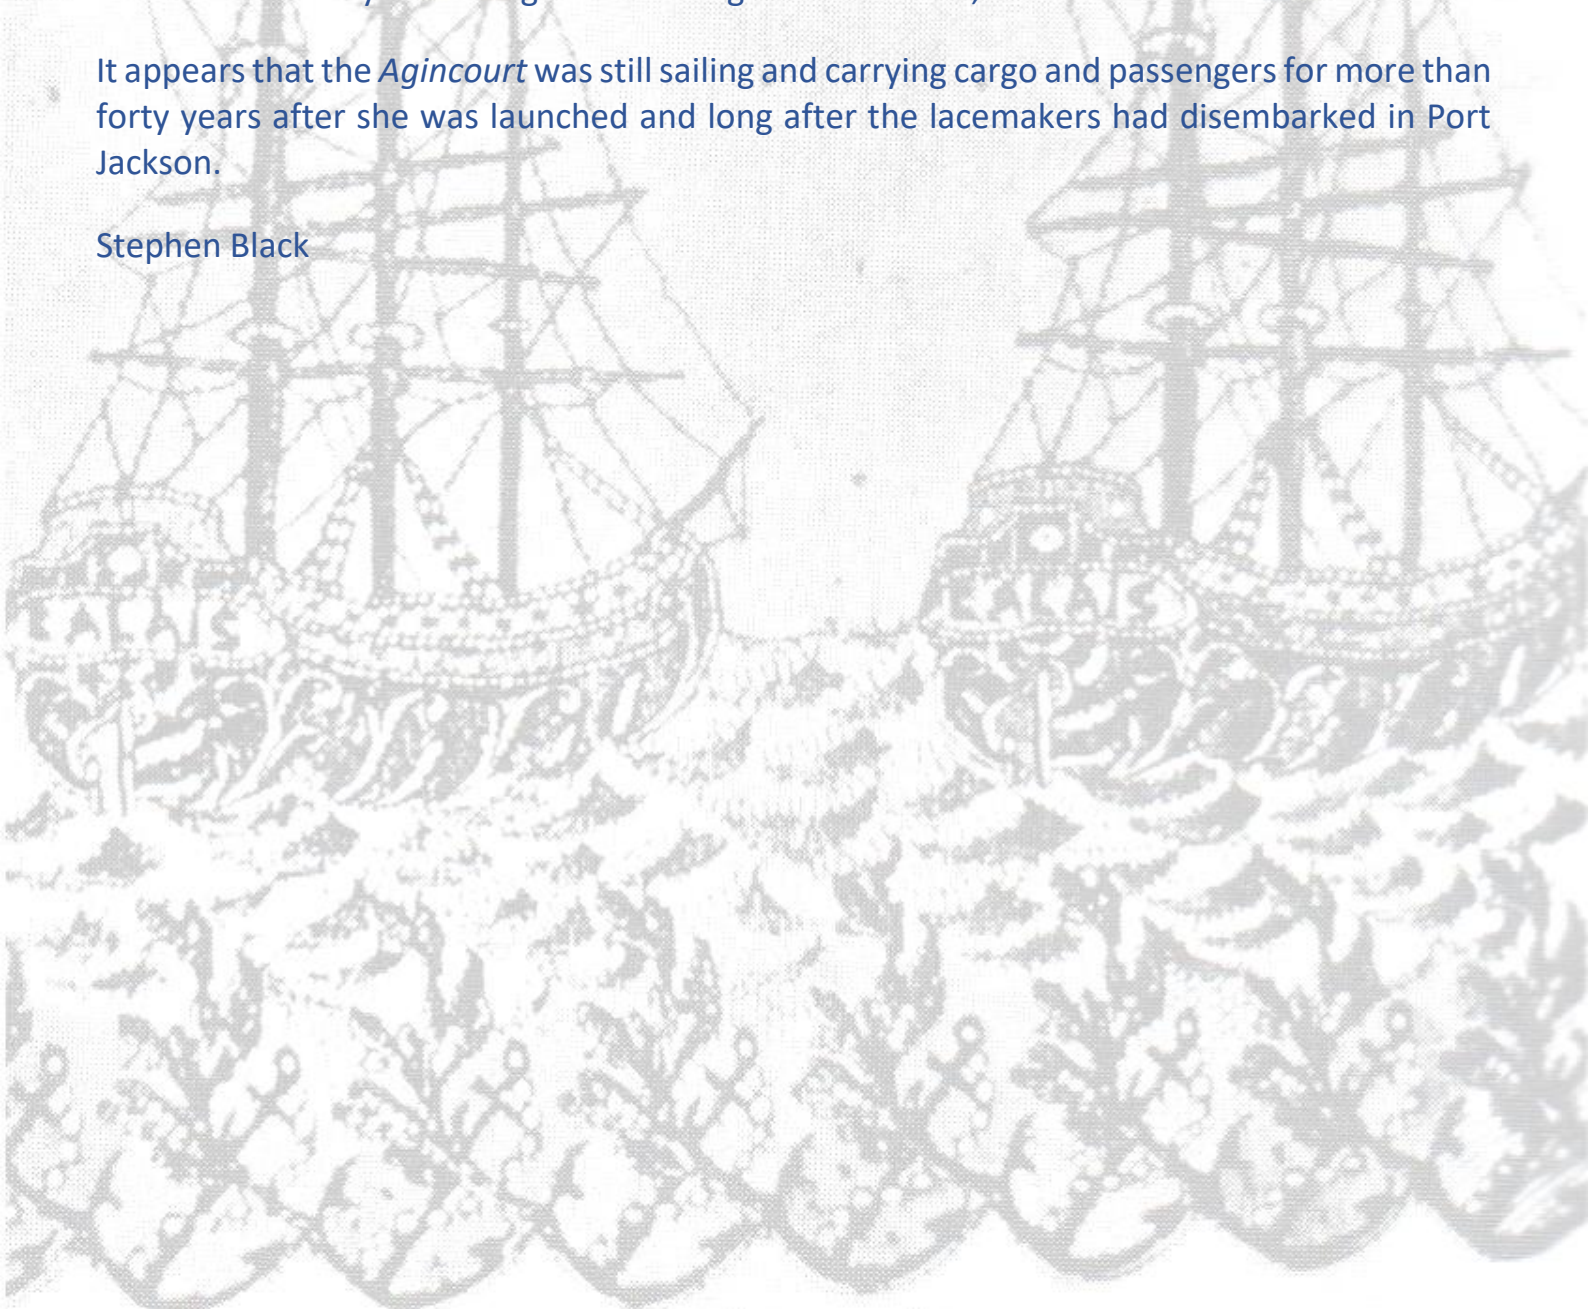 It appears that the Agincourt was still sailing and carrying cargo and passengers for more than
forty years after she was launched and long after the lacemakers had disembarked in Port
Jackson.
Stephen Black
CALAIS
CALAIS